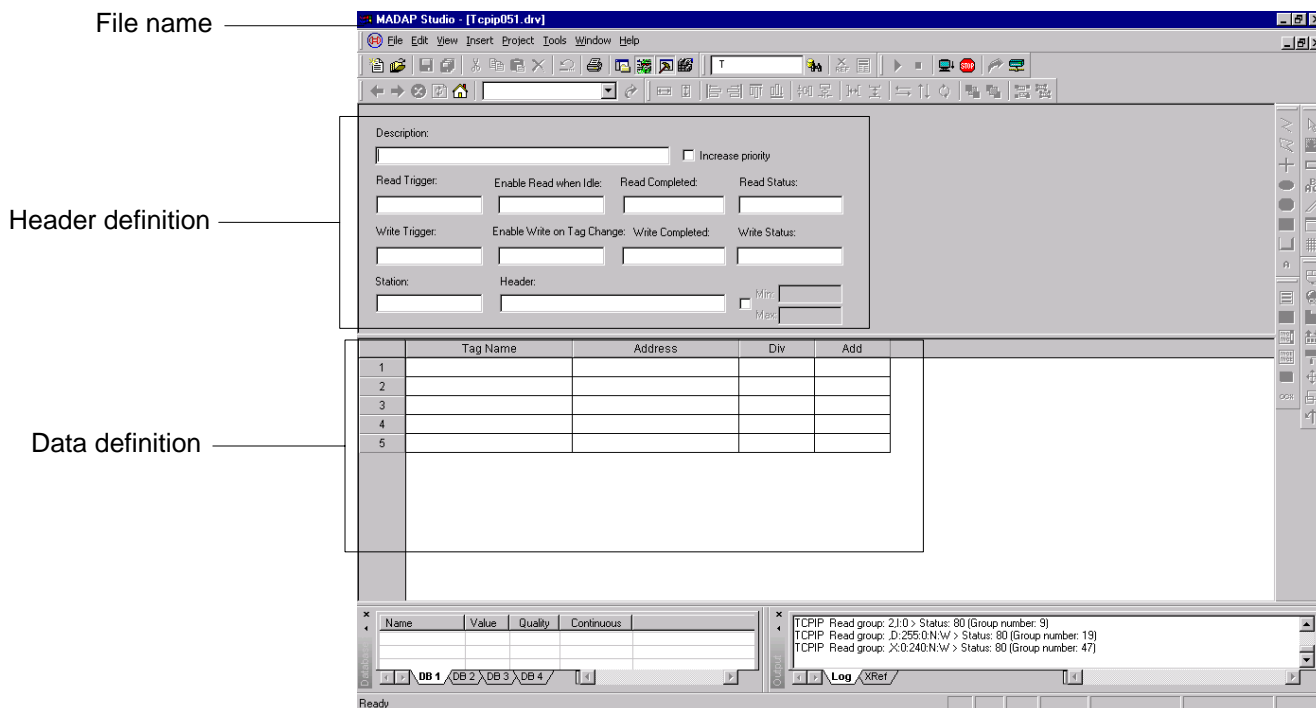 File name
MADAP Studio - [Tcpip051.drv]
File Edit View Insert Project Tools Window Help
T
Header definition
Description:
Increase priority
Read Trigger: Enable Read when Idle: Read Completed: Read Status:
Write Trigger: Enable Write on Tag Change: Write Completed: Write Status:
Station: Header:
Min:
Max:
Data definition
Tag Name Address Div Add
1
2
3
4
5
Name Value Quality Continuous
Database
DB 1 DB 2 DB 3 DB 4
TCPIP Read group: 2,I:0 > Status: 80 (Group number: 9)
TCPIP Read group: ,D:255:0:N:W > Status: 80 (Group number: 19)
TCPIP Read group: ,X:0:240:N:W > Status: 80 (Group number: 47)
Output
Log XRef
Ready